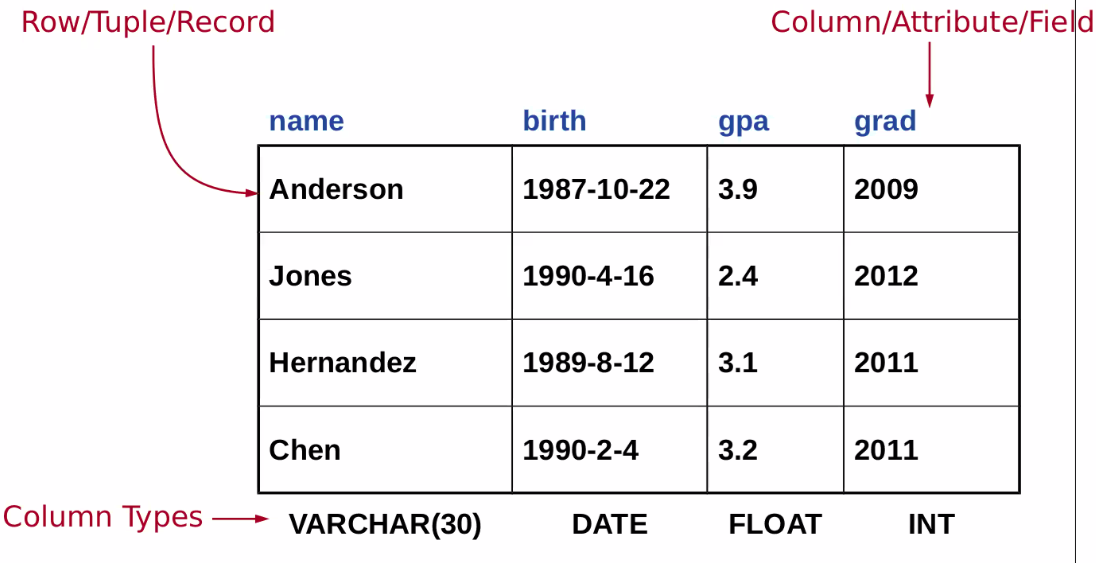 Row/Tuple/Record Column/Attribute/Field
name birth gpa grad
Anderson 1987-10-22 3.9 2009
Jones 1990-4-16 2.4 2012
Hernandez 1989-8-12 3.1 2011
Chen 1990-2-4 3.2 2011
Column Types VARCHAR(30) DATE FLOAT INT